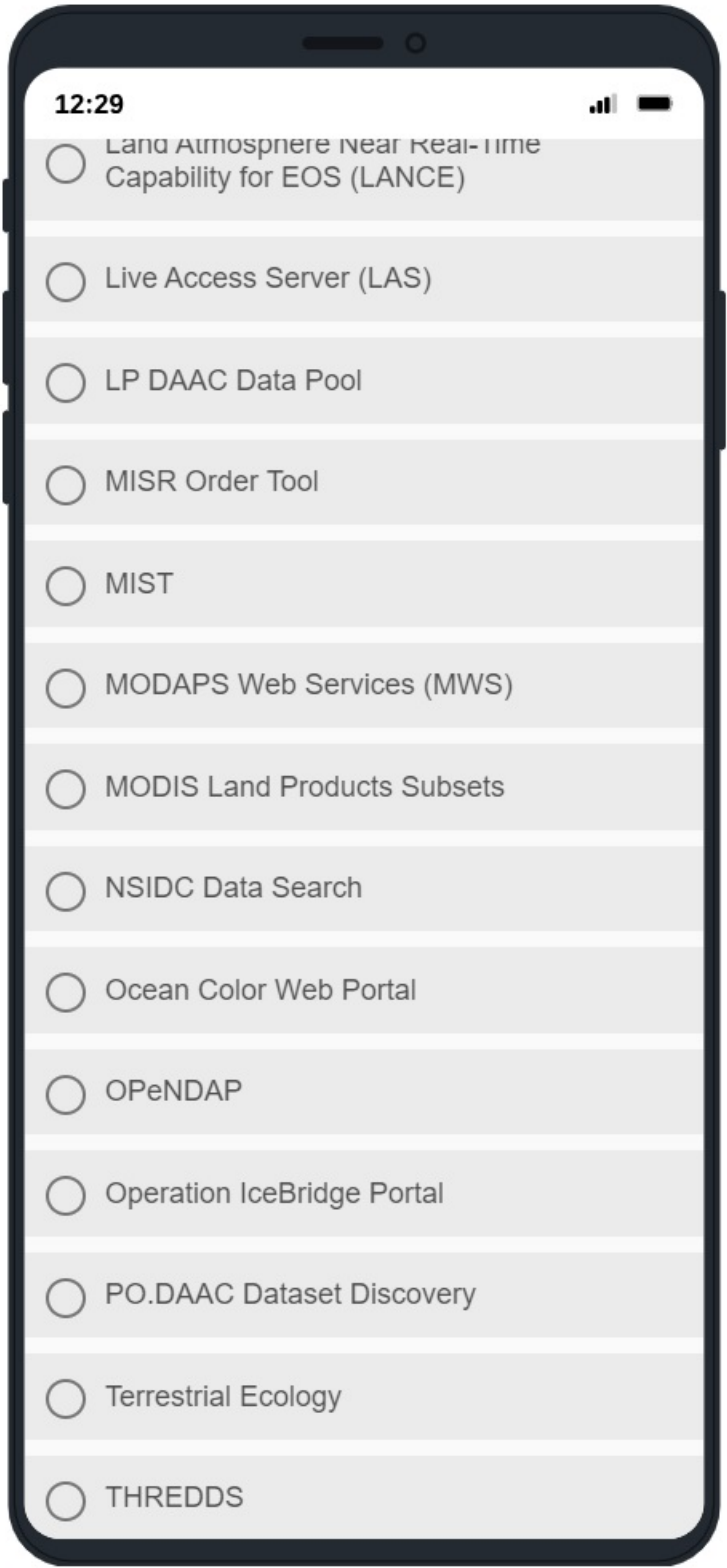 12:29
Land Atmosphere Near Real-Time
Capability for EOS (LANCE)
Live Access Server (LAS)
LP DAAC Data Pool
MISR Order Tool
MIST
MODAPS Web Services (MWS)
MODIS Land Products Subsets
NSIDC Data Search
Ocean Color Web Portal
OPeNDAP
Operation IceBridge Portal
PO.DAAC Dataset Discovery
Terrestrial Ecology
THREDDS